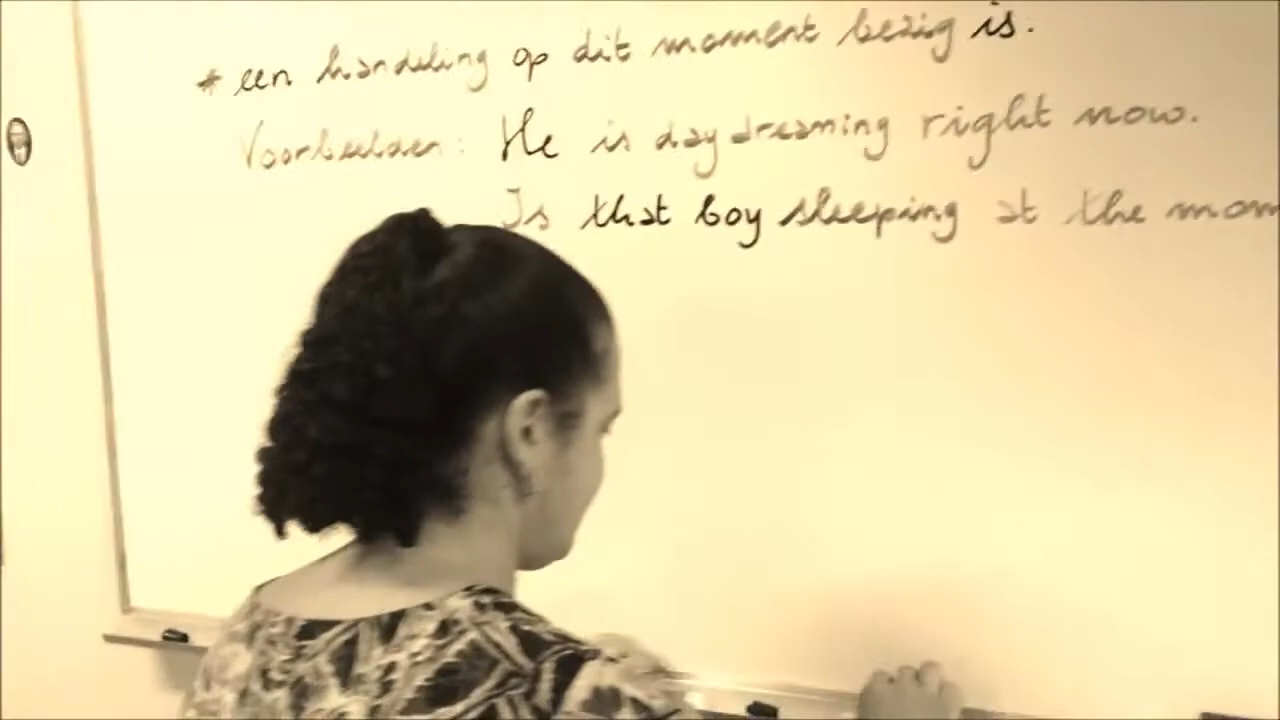 * een handeling op dit moment bezig is.
Voorbeelden: He is daydreaming right now.
Is that boy sleeping at the mom